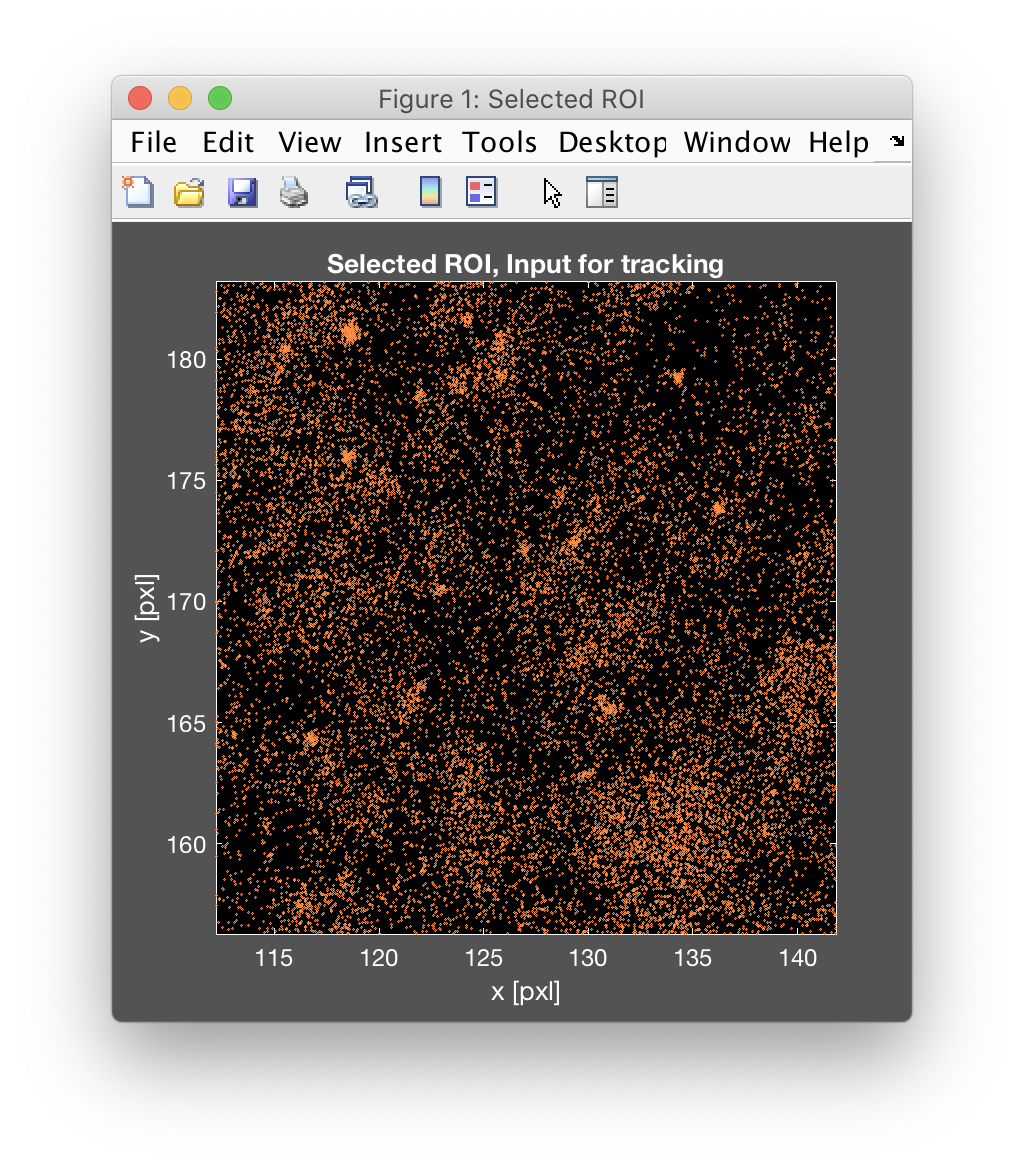 Figure 1: Selected ROI
File Edit View Insert Tools Desktop Window Help
Selected ROI, Input for tracking
180
175
170
165
160
y [pxl]
115 120 125 130 135 140
x [pxl]